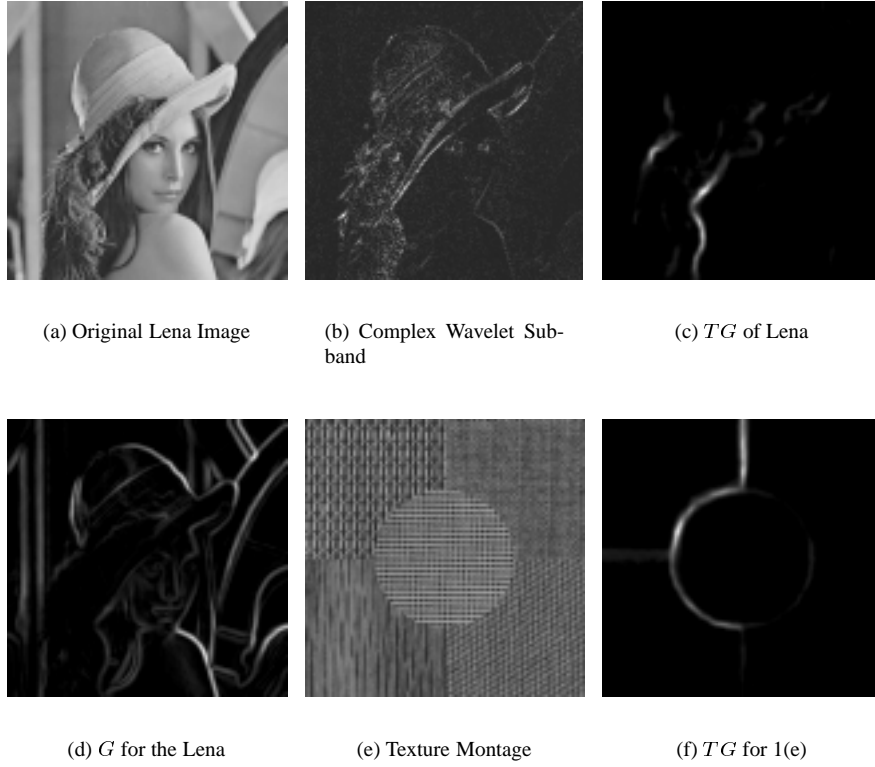 (a) Original Lena Image
(b) Complex Wavelet Sub-
band
(c) TG of Lena
(d) G for the Lena
(e) Texture Montage
(f) TG for 1(e)